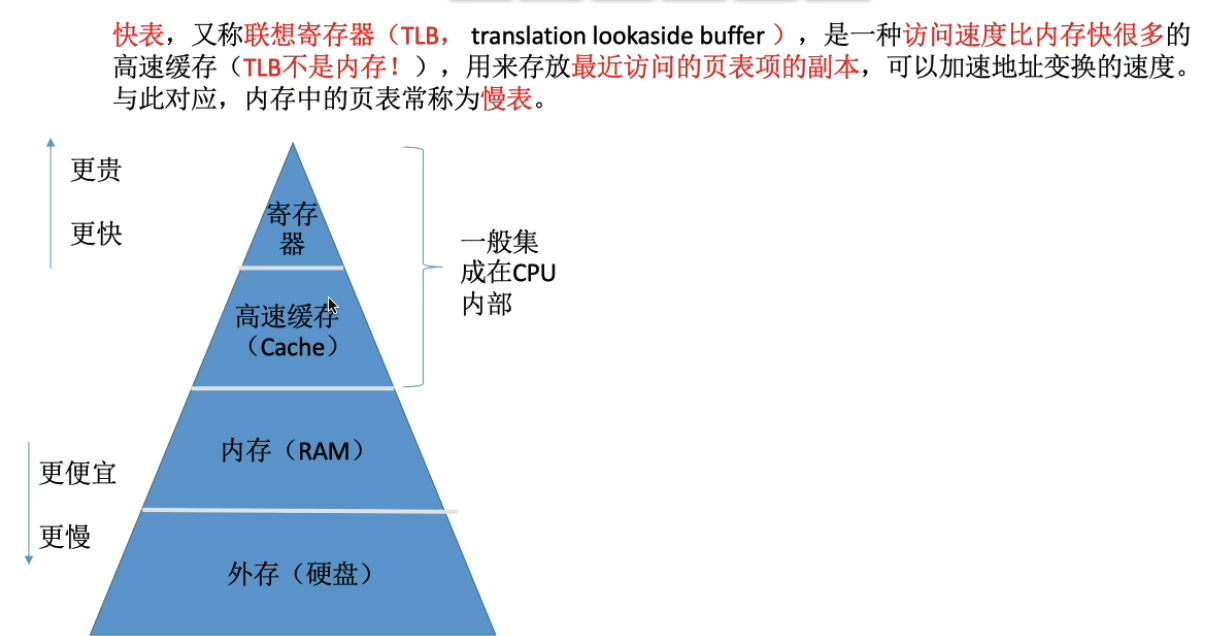 快表，又称联想寄存器（TLB， translation lookaside buffer ），是一种访问速度比内存快很多的
高速缓存（TLB不是内存！），用来存放最近访问的页表项的副本，可以加速地址变换的速度。
与此对应，内存中的页表常称为慢表。
更贵
更快
寄存
器
高速缓存
（Cache）
一般集
成在CPU
内部
内存（RAM）
更便宜
更慢
外存（硬盘）